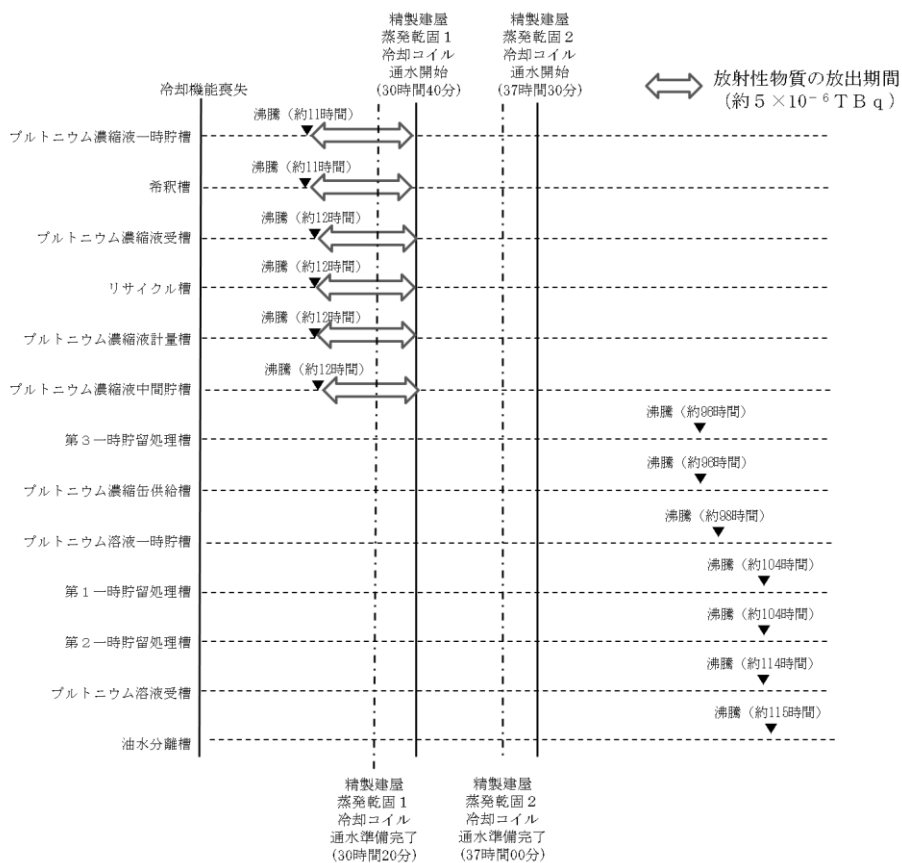 精製建屋
蒸発乾固1
冷却コイル
通水開始
(30時間40分)
精製建屋
蒸発乾固2
冷却コイル
通水開始
(37時間30分)
放射性物質の放出期間
(約5×10⁻⁶TBq)
冷却機能喪失
沸騰(約11時間)
プルトニウム濃縮液一時貯槽
沸騰(約11時間)
希釈槽
沸騰(約12時間)
プルトニウム濃縮液受槽
沸騰(約12時間)
リサイクル槽
沸騰(約12時間)
プルトニウム濃縮液計量槽
沸騰(約12時間)
プルトニウム濃縮液中間貯槽
沸騰(約96時間)
第3一時貯留処理槽
沸騰(約96時間)
プルトニウム濃縮缶供給槽
沸騰(約98時間)
プルトニウム溶液一時貯槽
沸騰(約104時間)
第1一時貯留処理槽
沸騰(約104時間)
第2一時貯留処理槽
沸騰(約114時間)
プルトニウム溶液受槽
沸騰(約115時間)
油水分離槽
精製建屋
蒸発乾固1
冷却コイル
通水準備完了
(30時間20分)
精製建屋
蒸発乾固2
冷却コイル
通水準備完了
(37時間00分)